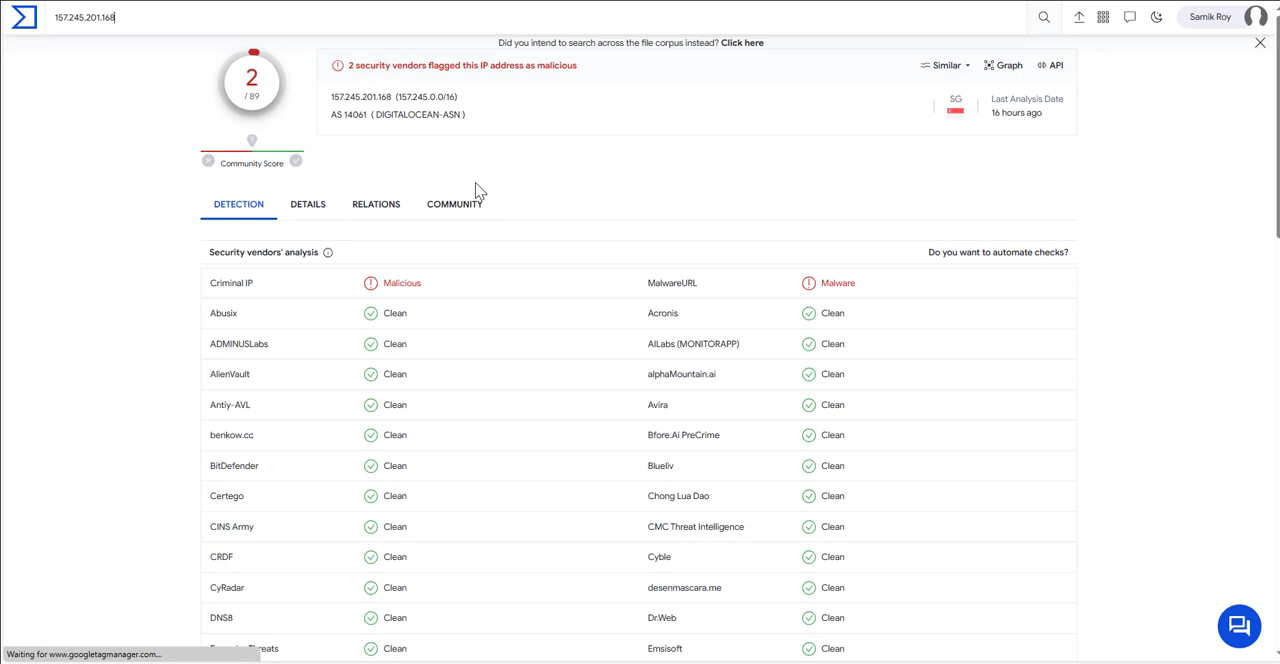 157.245.201.168
Samik Roy
Did you intend to search across the file corpus instead? Click here
2
/ 89
2 security vendors flagged this IP address as malicious
Similar
Graph
API
157.245.201.168 (157.245.0.0/16)
AS 14061 ( DIGITALOCEAN-ASN )
SG
Last Analysis Date
16 hours ago
Community Score
DETECTION DETAILS RELATIONS COMMUNITY
Security vendors' analysis
Do you want to automate checks?
Criminal IP Malicious MalwareURL Malware
Abusix Clean Acronis Clean
ADMINUSLabs Clean AILabs (MONITORAPP) Clean
AlienVault Clean alphaMountain.ai Clean
Antiy-AVL Clean Avira Clean
benkow.cc Clean Bfore.Ai PreCrime Clean
BitDefender Clean Blueliv Clean
Certego Clean Chong Lua Dao Clean
CINS Army Clean CMC Threat Intelligence Clean
CRDF Clean Cyble Clean
CyRadar Clean desenmascara.me Clean
DNS8 Clean Dr.Web Clean
Clean Emsisoft Clean
Waiting for www.googletagmanager.com...